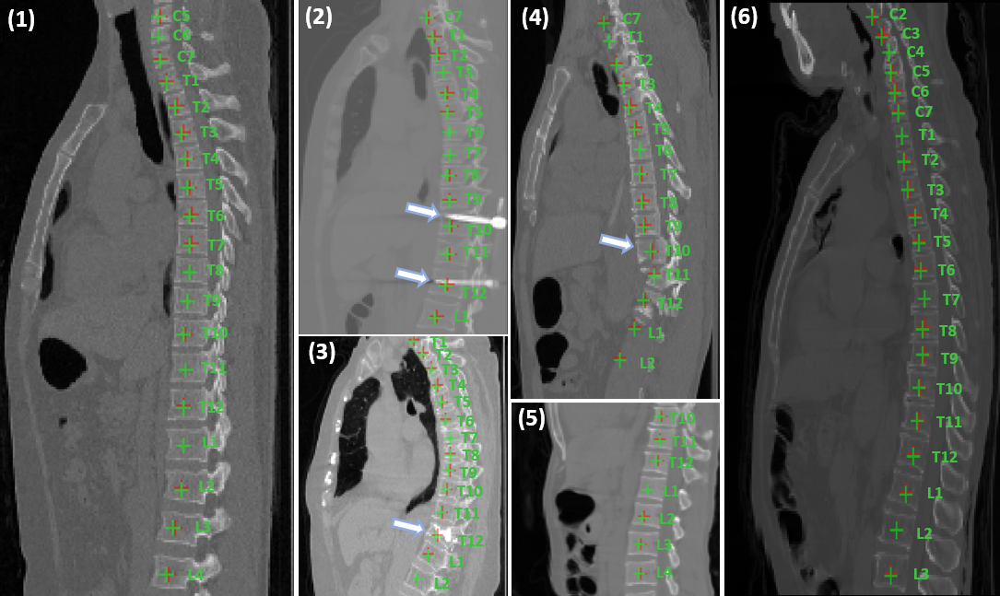 (1)
C5
C6
C7
T1
T2
T3
T4
T5
T6
T7
T8
T9
T10
T11
T12
L1
L2
L3
L4
(2)
C7
T1
T2
T3
T4
T5
T6
T7
T8
T9
T10
T11
T12
L1
(3)
T1
T2
T3
T4
T5
T6
T7
T8
T9
T10
T11
T12
L1
L2
(4)
C7
T1
T2
T3
T4
T5
T6
T7
T8
T9
T10
T11
T12
L1
L2
(5)
T10
T11
T12
L1
L2
L3
L4
(6)
C2
C3
C4
C5
C6
C7
T1
T2
T3
T4
T5
T6
T7
T8
T9
T10
T11
T12
L1
L2
L3